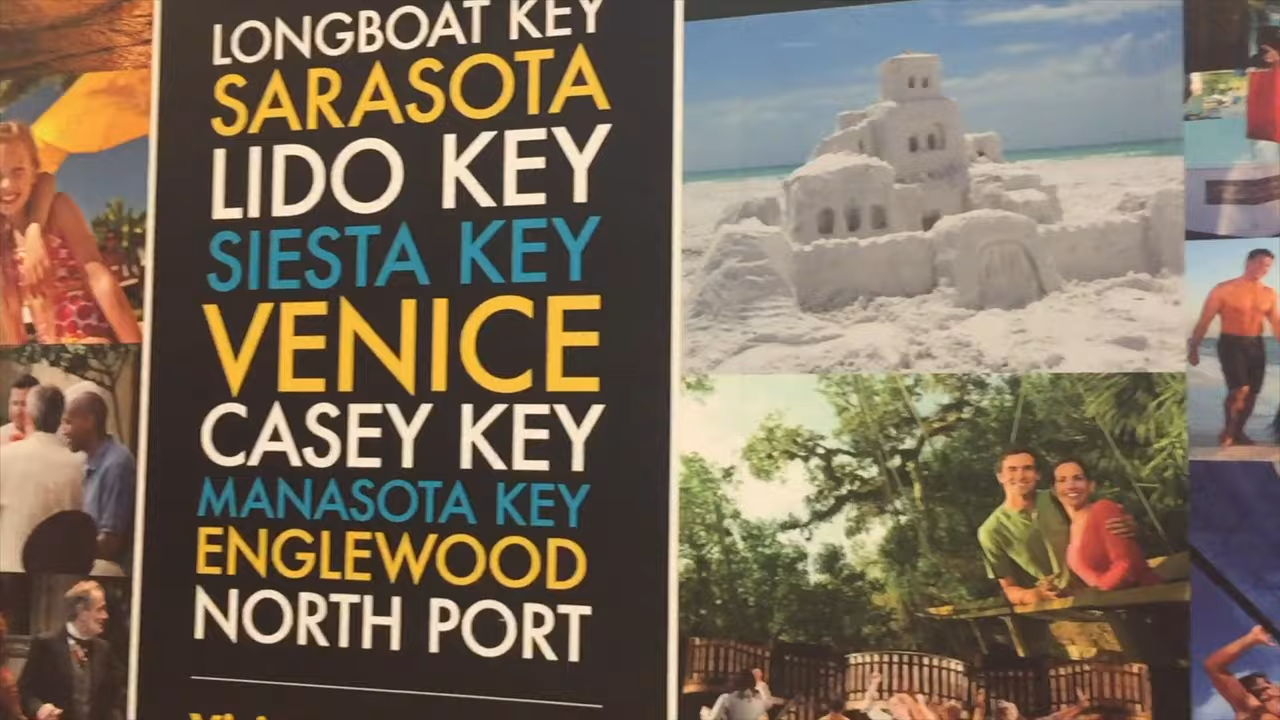 LONGBOAT KEY
SARASOTA
LIDO KEY
SIESTA KEY
VENICE
CASEY KEY
MANASOTA KEY
ENGLEWOOD
NORTH PORT